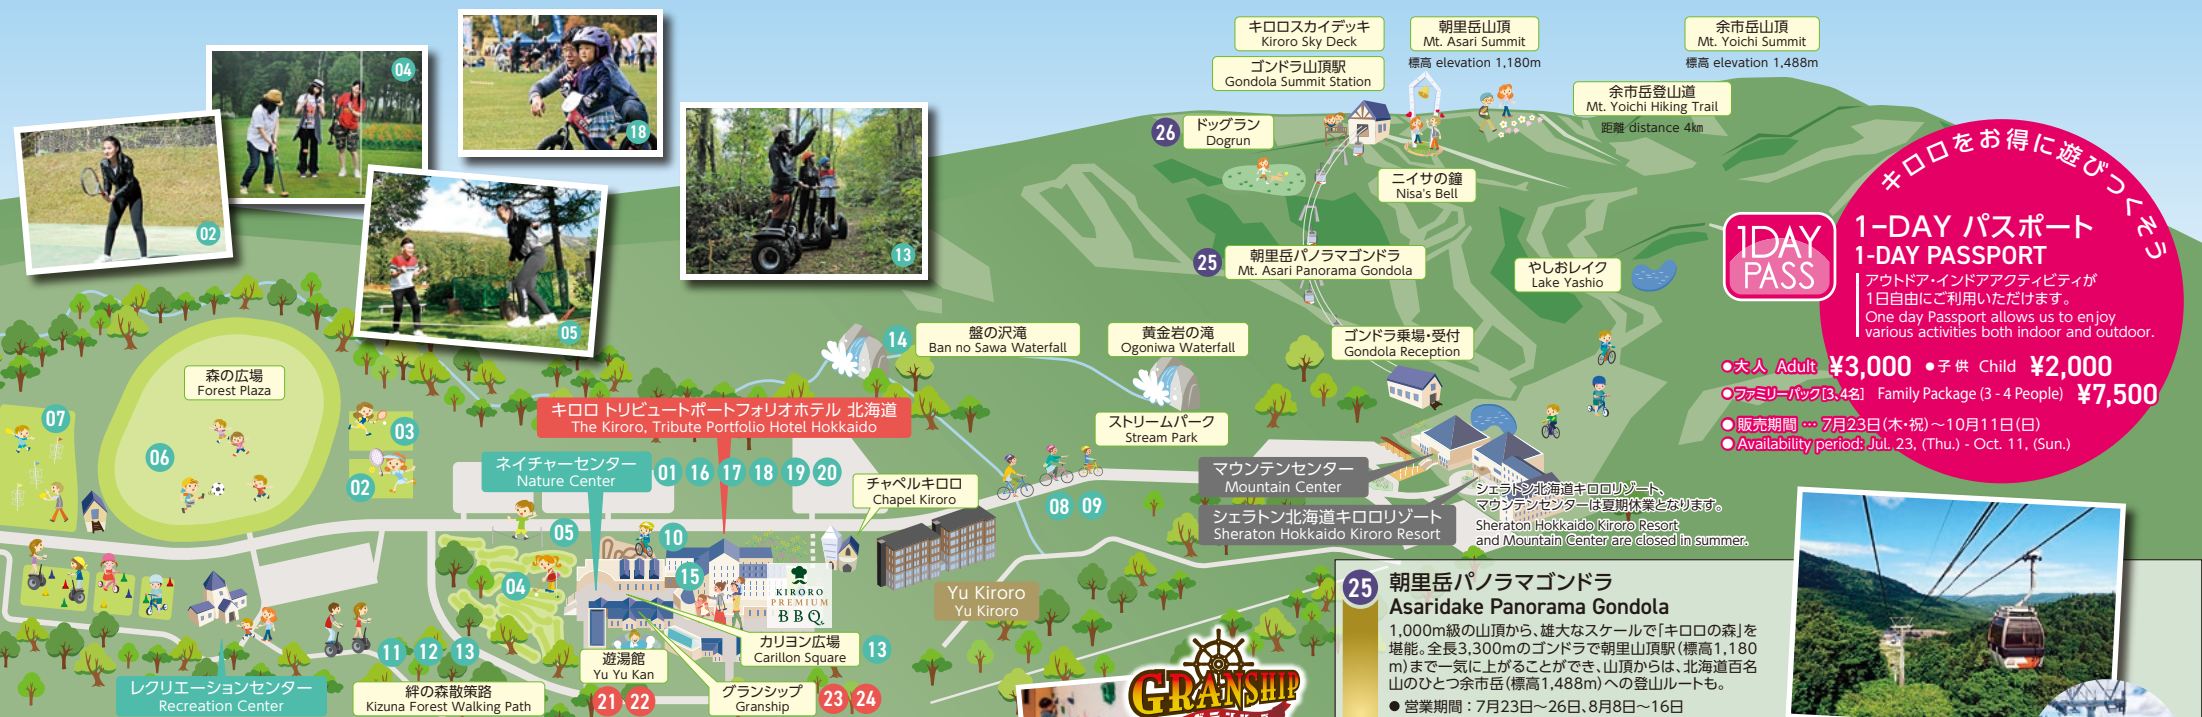 04
18
02
05
13
キロロスカイデッキ
Kiroro Sky Deck
朝里岳山頂
Mt. Asari Summit
標高 elevation 1,180m
余市岳山頂
Mt. Yoichi Summit
標高 elevation 1,488m
ゴンドラ山頂駅
Gondola Summit Station
余市岳登山道
Mt. Yoichi Hiking Trail
距離 distance 4㎞
26
ドッグラン
Dogrun
ニイサの鐘
Nisa's Bell
25
朝里岳パノラマゴンドラ
Mt. Asari Panorama Gondola
やしおレイク
Lake Yashio
キロロをお得に遊びつくそう
1DAY
PASS
1-DAY パスポート
1-DAY PASSPORT
アウトドア・インドアアクティビティが
1日自由にご利用いただけます。
One day Passport allows us to enjoy
various activities both indoor and outdoor.
●大人 Adult ¥3,000 ●子供 Child ¥2,000
●ファミリーパック[3、4名] Family Package (3 - 4 People) ¥7,500
●販売期間 … 7月23日(木・祝)～10月11日(日)
●Availability period: Jul. 23, (Thu.) - Oct. 11, (Sun.)
14
盤の沢滝
Ban no Sawa Waterfall
黄金岩の滝
Ogoniwa Waterfall
ゴンドラ乗場・受付
Gondola Reception
森の広場
Forest Plaza
07
06
03
02
キロロ トリビュートポートフォリオホテル 北海道
The Kiroro, Tribute Portfolio Hotel Hokkaido
ストリームパーク
Stream Park
ネイチャーセンター
Nature Center
01 16 17 18 19 20
チャペルキロロ
Chapel Kiroro
08 09
マウンテンセンター
Mountain Center
シェラトン北海道キロロリゾート
Sheraton Hokkaido Kiroro Resort
シェラトン北海道キロロリゾート、
マウンテンセンターは夏期休業となります。
Sheraton Hokkaido Kiroro Resort
and Mountain Center are closed in summer.
05
10
04
15
KIRORO
PREMIUM
BBQ
Yu Kiroro
Yu Kiroro
11 12 13
カリヨン広場
Carillon Square
13
遊湯館
Yu Yu Kan
21 22
グランシップ
Granship
23 24
レクリエーションセンター
Recreation Center
絆の森散策路
Kizuna Forest Walking Path
GRANSHIP
25
朝里岳パノラマゴンドラ
Asaridake Panorama Gondola
1,000m級の山頂から、雄大なスケールで「キロロの森」を
堪能。全長3,300mのゴンドラで朝里山頂駅(標高1,180
m)まで一気に上がることができ、山頂からは、北海道百名
山のひとつ余市岳(標高1,488m)への登山ルートも。
● 営業期間：7月23日～26日、8月8日～16日